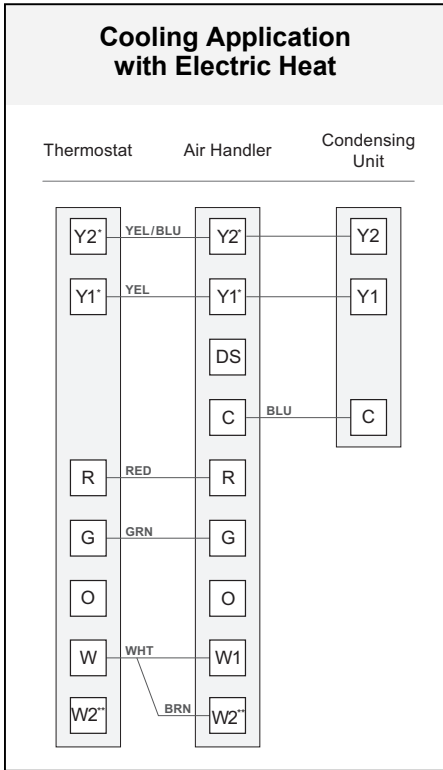 Cooling Application
with Electric Heat
Thermostat Air Handler Condensing
Unit
Y2* YEL/BLU Y2* Y2
Y1* YEL Y1* Y1
DS
C BLU C
R RED R
G GRN G
O O
W WHT W1
W2** BRN W2**